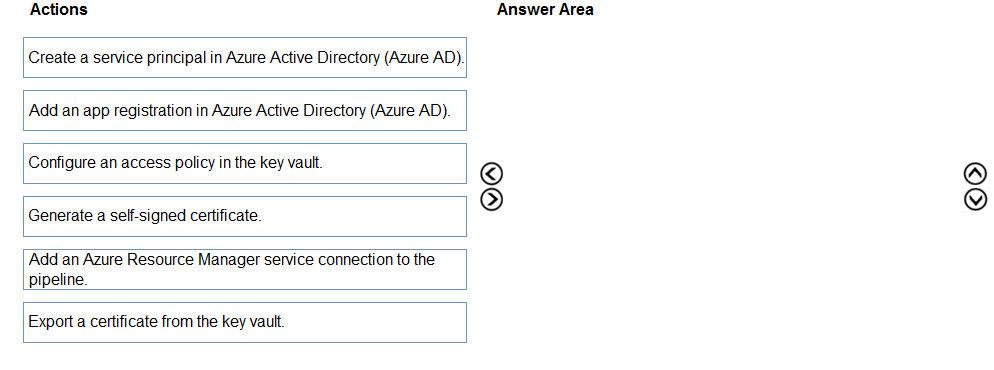 Actions
Answer Area
Create a service principal in Azure Active Directory (Azure AD).
Add an app registration in Azure Active Directory (Azure AD).
Configure an access policy in the key vault.
Generate a self-signed certificate.
Add an Azure Resource Manager service connection to the
pipeline.
Export a certificate from the key vault.